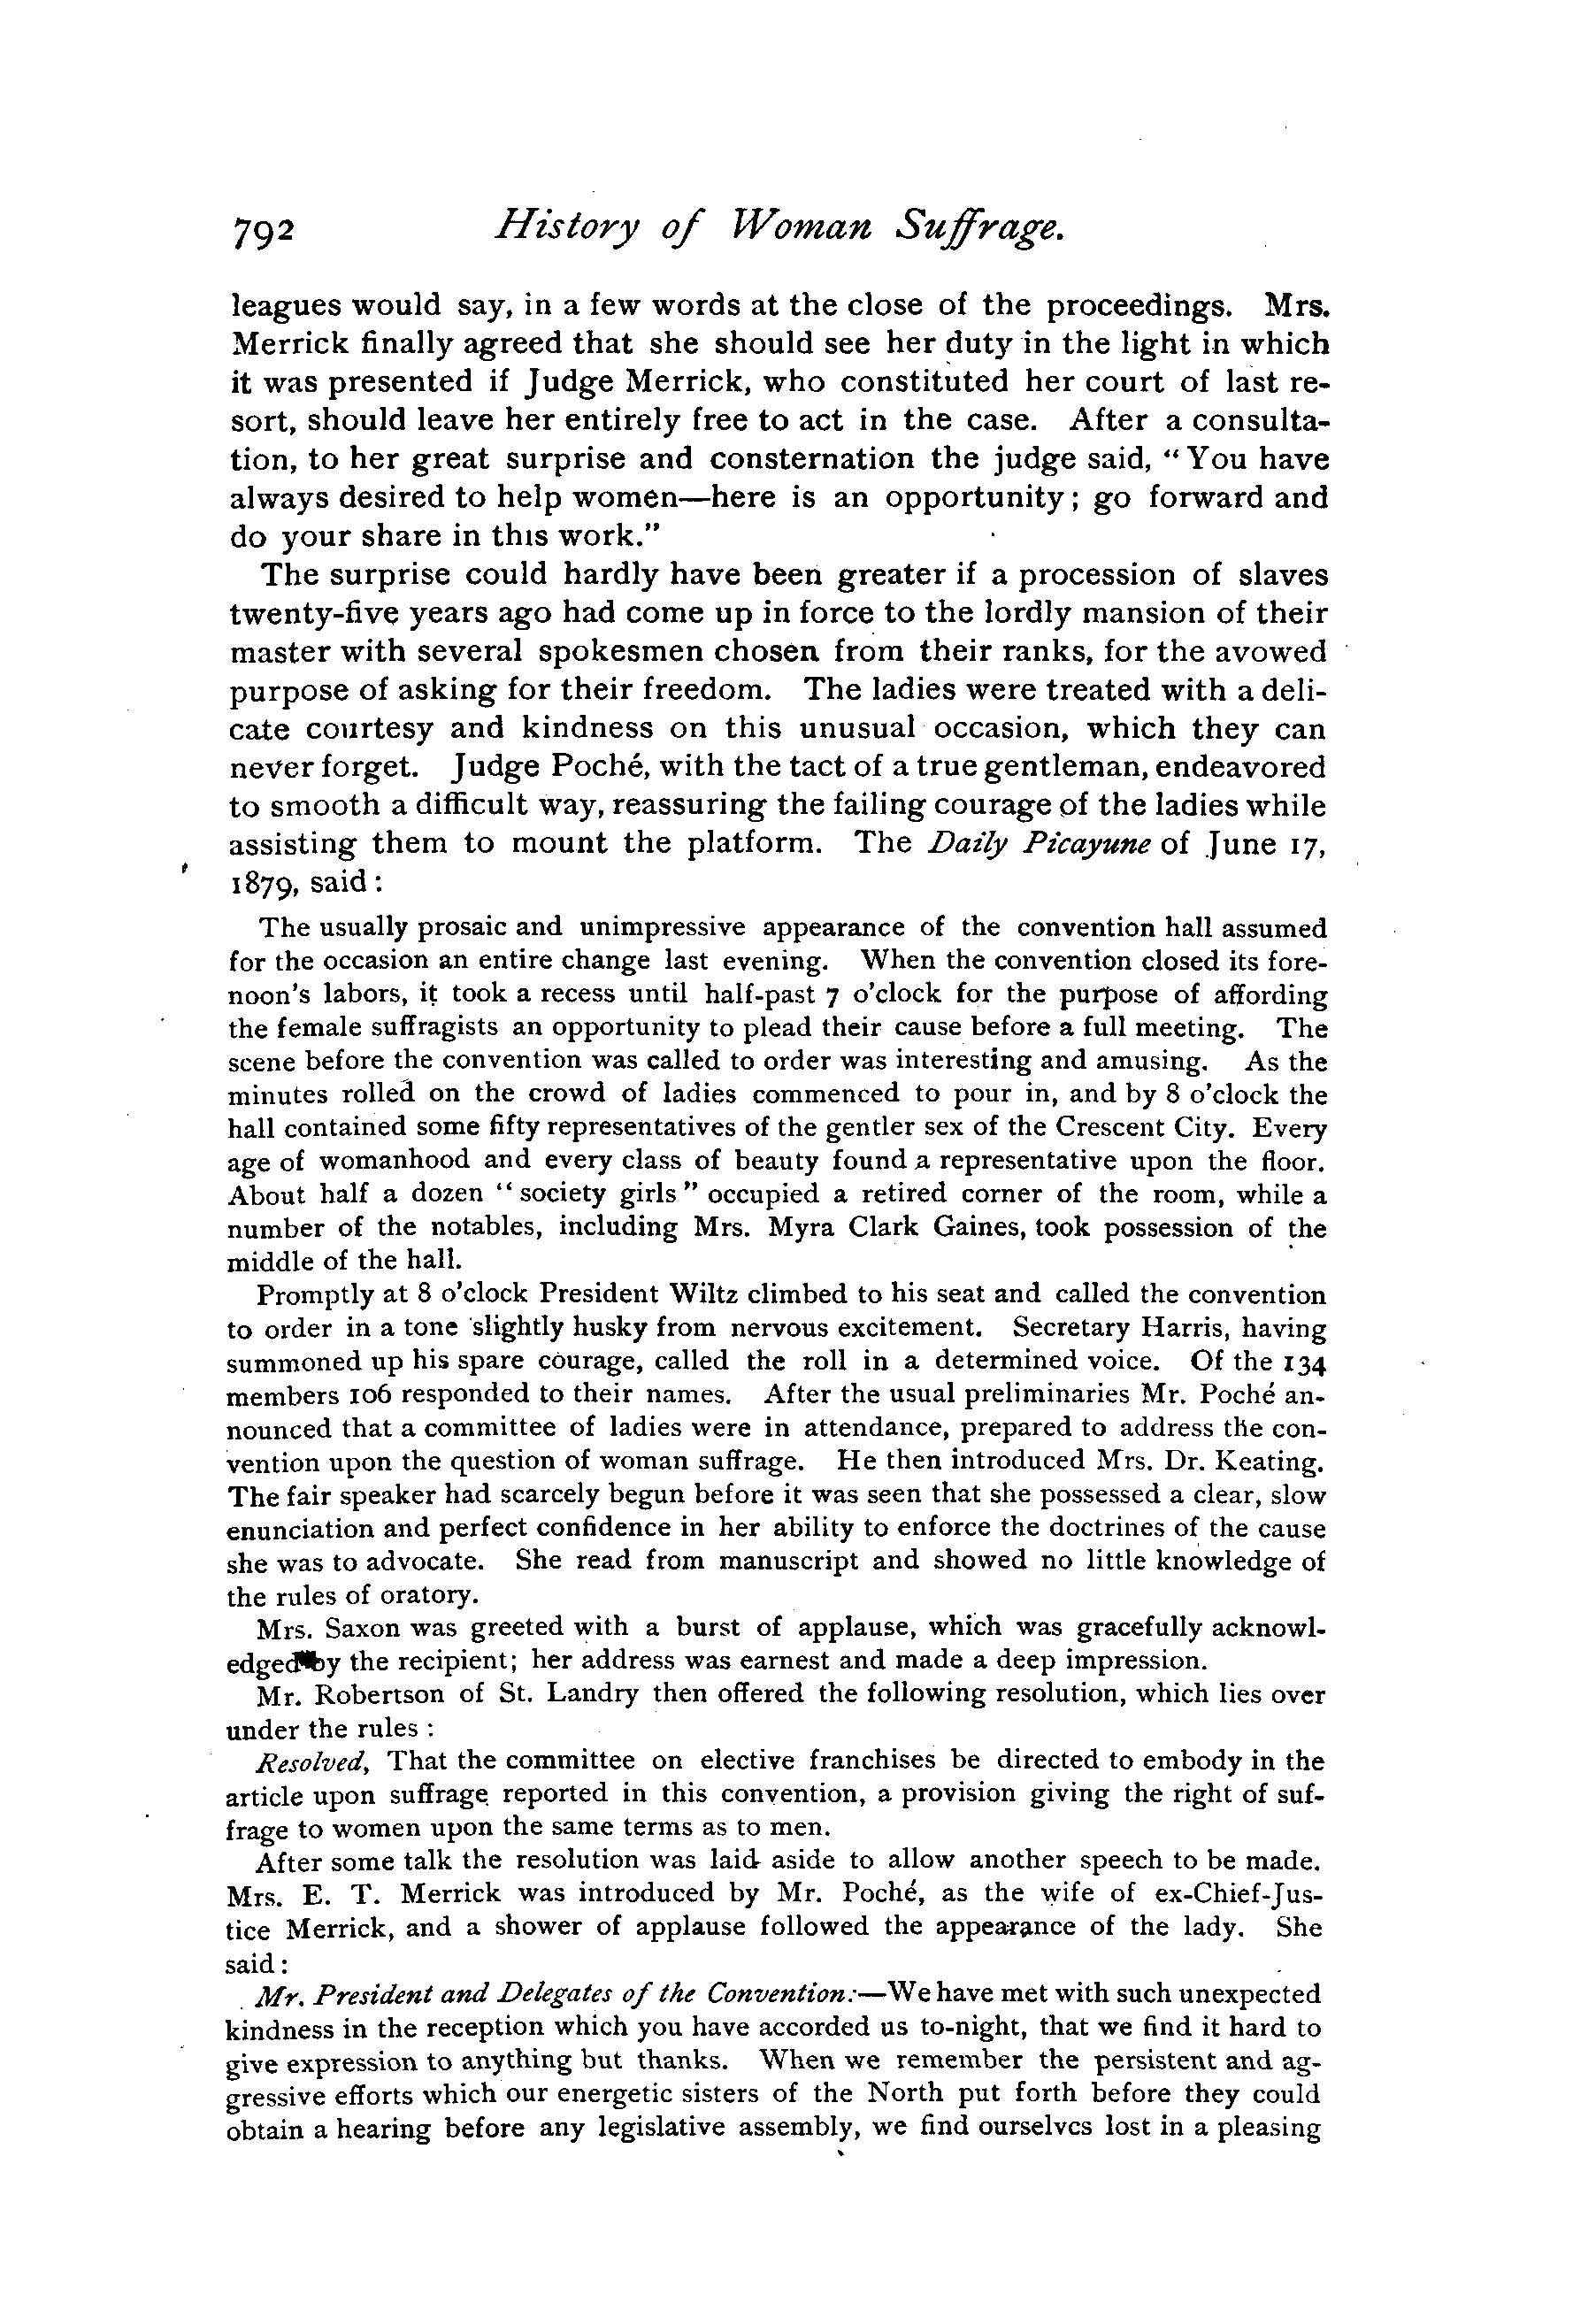 792 History of Woman Suffrage.
leagues would say, in a few words at the close of the proceedings. Mrs.
Merrick finally agreed that she should see her duty in the light in which
it was presented if Judge Merrick, who constituted her court of last re-
sort, should leave her entirely free to act in the case. After a consulta-
tion, to her great surprise and consternation the judge said, "You have
always desired to help women—here is an opportunity; go forward and
do your share in this work."
The surprise could hardly have been greater if a procession of slaves
twenty-five years ago had come up in force to the lordly mansion of their
master with several spokesmen chosen from their ranks, for the avowed
purpose of asking for their freedom. The ladies were treated with a deli-
cate courtesy and kindness on this unusual occasion, which they can
never forget. Judge Poché, with the tact of a true gentleman, endeavored
to smooth a difficult way, reassuring the failing courage of the ladies while
assisting them to mount the platform. The Daily Picayune of June 17,
1879, said:
The usually prosaic and unimpressive appearance of the convention hall assumed
for the occasion an entire change last evening. When the convention closed its fore-
noon's labors, it took a recess until half-past 7 o'clock for the purpose of affording
the female suffragists an opportunity to plead their cause before a full meeting. The
scene before the convention was called to order was interesting and amusing. As the
minutes rolled on the crowd of ladies commenced to pour in, and by 8 o'clock the
hall contained some fifty representatives of the gentler sex of the Crescent City. Every
age of womanhood and every class of beauty found a representative upon the floor.
About half a dozen "society girls" occupied a retired corner of the room, while a
number of the notables, including Mrs. Myra Clark Gaines, took possession of the
middle of the hall.
Promptly at 8 o'clock President Wiltz climbed to his seat and called the convention
to order in a tone slightly husky from nervous excitement. Secretary Harris, having
summoned up his spare courage, called the roll in a determined voice. Of the 134
members 106 responded to their names. After the usual preliminaries Mr. Poché an-
nounced that a committee of ladies were in attendance, prepared to address the con-
vention upon the question of woman suffrage. He then introduced Mrs. Dr. Keating.
The fair speaker had scarcely begun before it was seen that she possessed a clear, slow
enunciation and perfect confidence in her ability to enforce the doctrines of the cause
she was to advocate. She read from manuscript and showed no little knowledge of
the rules of oratory.
Mrs. Saxon was greeted with a burst of applause, which was gracefully acknowl-
edged by the recipient; her address was earnest and made a deep impression.
Mr. Robertson of St. Landry then offered the following resolution, which lies over
under the rules:
Resolved, That the committee on elective franchises be directed to embody in the
article upon suffrage reported in this convention, a provision giving the right of suf-
frage to women upon the same terms as to men.
After some talk the resolution was laid aside to allow another speech to be made.
Mrs. E. T. Merrick was introduced by Mr. Poché, as the wife of ex-Chief-Jus-
tice Merrick, and a shower of applause followed the appearance of the lady. She
said:
Mr. President and Delegates of the Convention:—We have met with such unexpected
kindness in the reception which you have accorded us to-night, that we find it hard to
give expression to anything but thanks. When we remember the persistent and ag-
gressive efforts which our energetic sisters of the North put forth before they could
obtain a hearing before any legislative assembly, we find ourselves lost in a pleasing